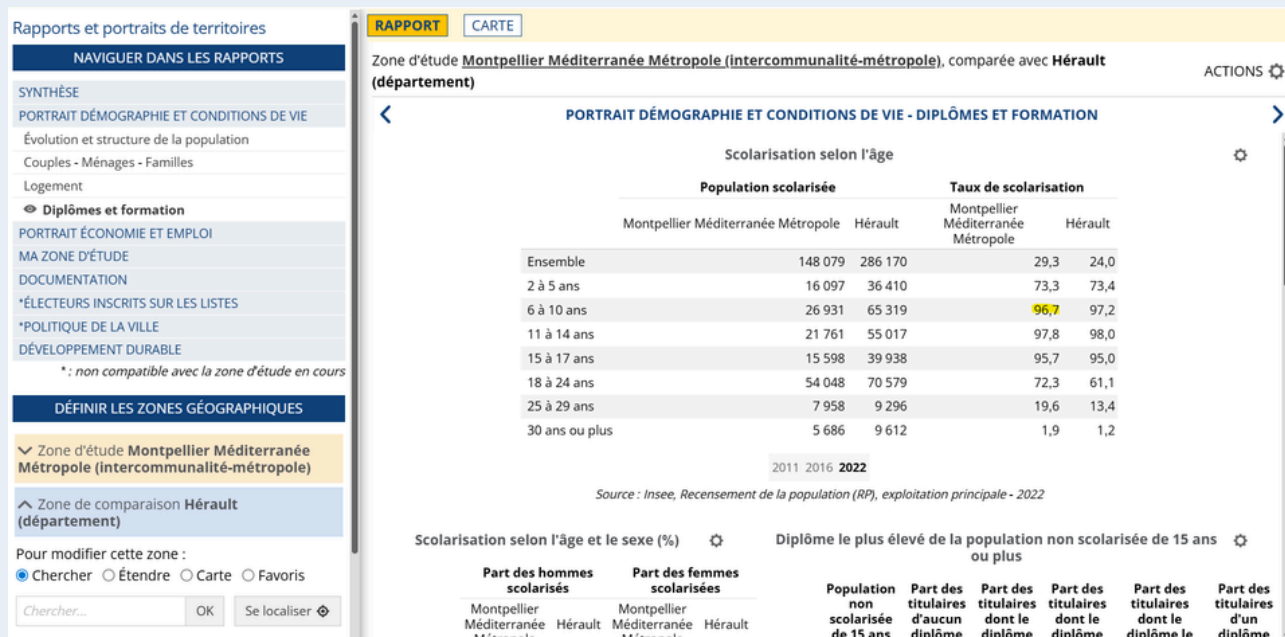 Rapports et portraits de territoires
NAVIGUER DANS LES RAPPORTS
SYNTHÈSE
PORTRAIT DÉMOGRAPHIE ET CONDITIONS DE VIE
Évolution et structure de la population
Couples - Ménages - Familles
Logement
Diplômes et formation
PORTRAIT ÉCONOMIE ET EMPLOI
MA ZONE D'ÉTUDE
DOCUMENTATION
*ÉLECTEURS INSCRITS SUR LES LISTES
*POLITIQUE DE LA VILLE
DÉVELOPPEMENT DURABLE
* : non compatible avec la zone d'étude en cours
DÉFINIR LES ZONES GÉOGRAPHIQUES
Zone d'étude Montpellier Méditerranée
Métropole (intercommunalité-métropole)
Zone de comparaison Hérault
(département)
Pour modifier cette zone :
Chercher Étendre Carte Favoris
Chercher... OK Se localiser
RAPPORT CARTE
Zone d'étude Montpellier Méditerranée Métropole (intercommunalité-métropole), comparée avec Hérault
(département)
ACTIONS
PORTRAIT DÉMOGRAPHIE ET CONDITIONS DE VIE - DIPLÔMES ET FORMATION
Scolarisation selon l'âge
Population scolarisée Taux de scolarisation
Montpellier Méditerranée Métropole Hérault Montpellier
Méditerranée
Métropole Hérault
Ensemble 148 079 286 170 29,3 24,0
2 à 5 ans 16 097 36 410 73,3 73,4
6 à 10 ans 26 931 65 319 96,7 97,2
11 à 14 ans 21 761 55 017 97,8 98,0
15 à 17 ans 15 598 39 938 95,7 95,0
18 à 24 ans 54 048 70 579 72,3 61,1
25 à 29 ans 7 958 9 296 19,6 13,4
30 ans ou plus 5 686 9 612 1,9 1,2
2011 2016 2022
Source : Insee, Recensement de la population (RP), exploitation principale - 2022
Scolarisation selon l'âge et le sexe (%)
Part des hommes Part des femmes
scolarisés scolarisées
Montpellier Montpellier
Méditerranée Hérault Méditerranée Hérault
Diplôme le plus élevé de la population non scolarisée de 15 ans
ou plus
Population Part des Part des Part des Part des Part des
non titulaires titulaires titulaires titulaires titulaires
scolarisée d'aucun dont le dont le dont le d'un
de 15 ans diplôme diplôme diplôme diplôme le diplôme